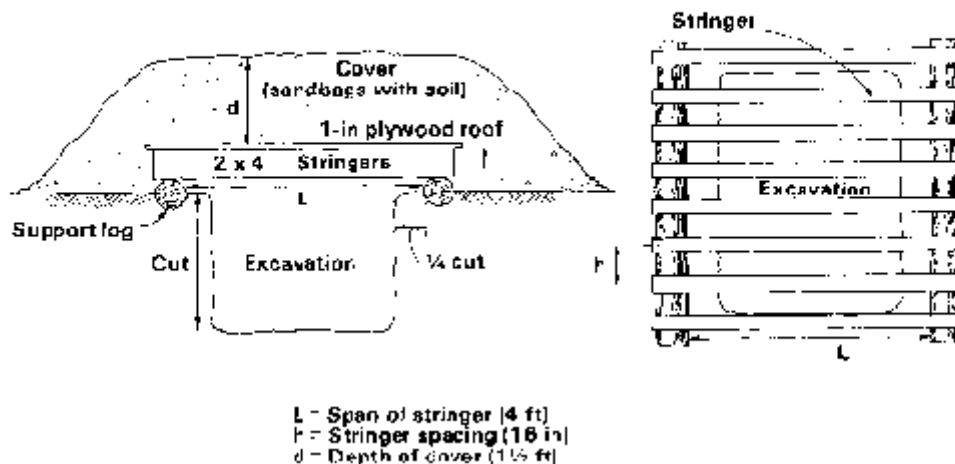 Stringer
Cover
(sandbags with soil)
d
1-in plywood roof
2 x 4 Stringers
L
Support log
Cut
Excavation
¼ cut
Excavation
h
L
L = Span of stringer (4 ft)
h = Stringer spacing (16 in)
d = Depth of cover (1½ ft)